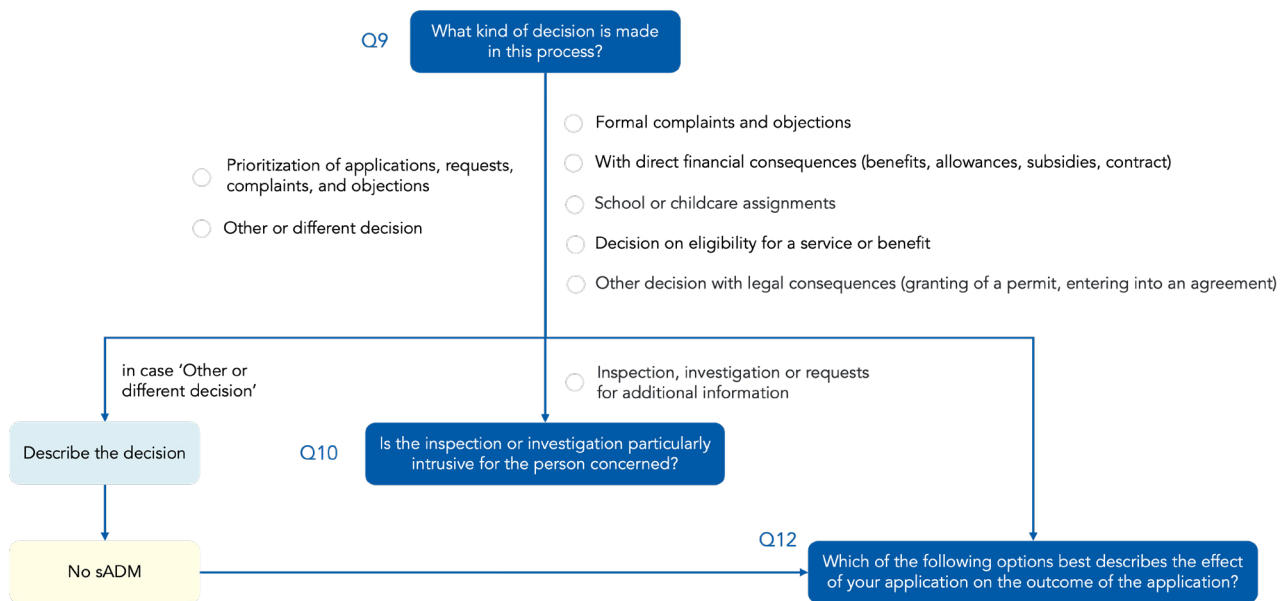 Q9
What kind of decision is made
in this process?
Formal complaints and objections
With direct financial consequences (benefits, allowances, subsidies, contract)
School or childcare assignments
Decision on eligibility for a service or benefit
Other decision with legal consequences (granting of a permit, entering into an agreement)
Prioritization of applications, requests,
complaints, and objections
Other or different decision
in case 'Other or
different decision'
Inspection, investigation or requests
for additional information
Describe the decision
Q10
Is the inspection or investigation particularly
intrusive for the person concerned?
No sADM
Q12
Which of the following options best describes the effect
of your application on the outcome of the application?